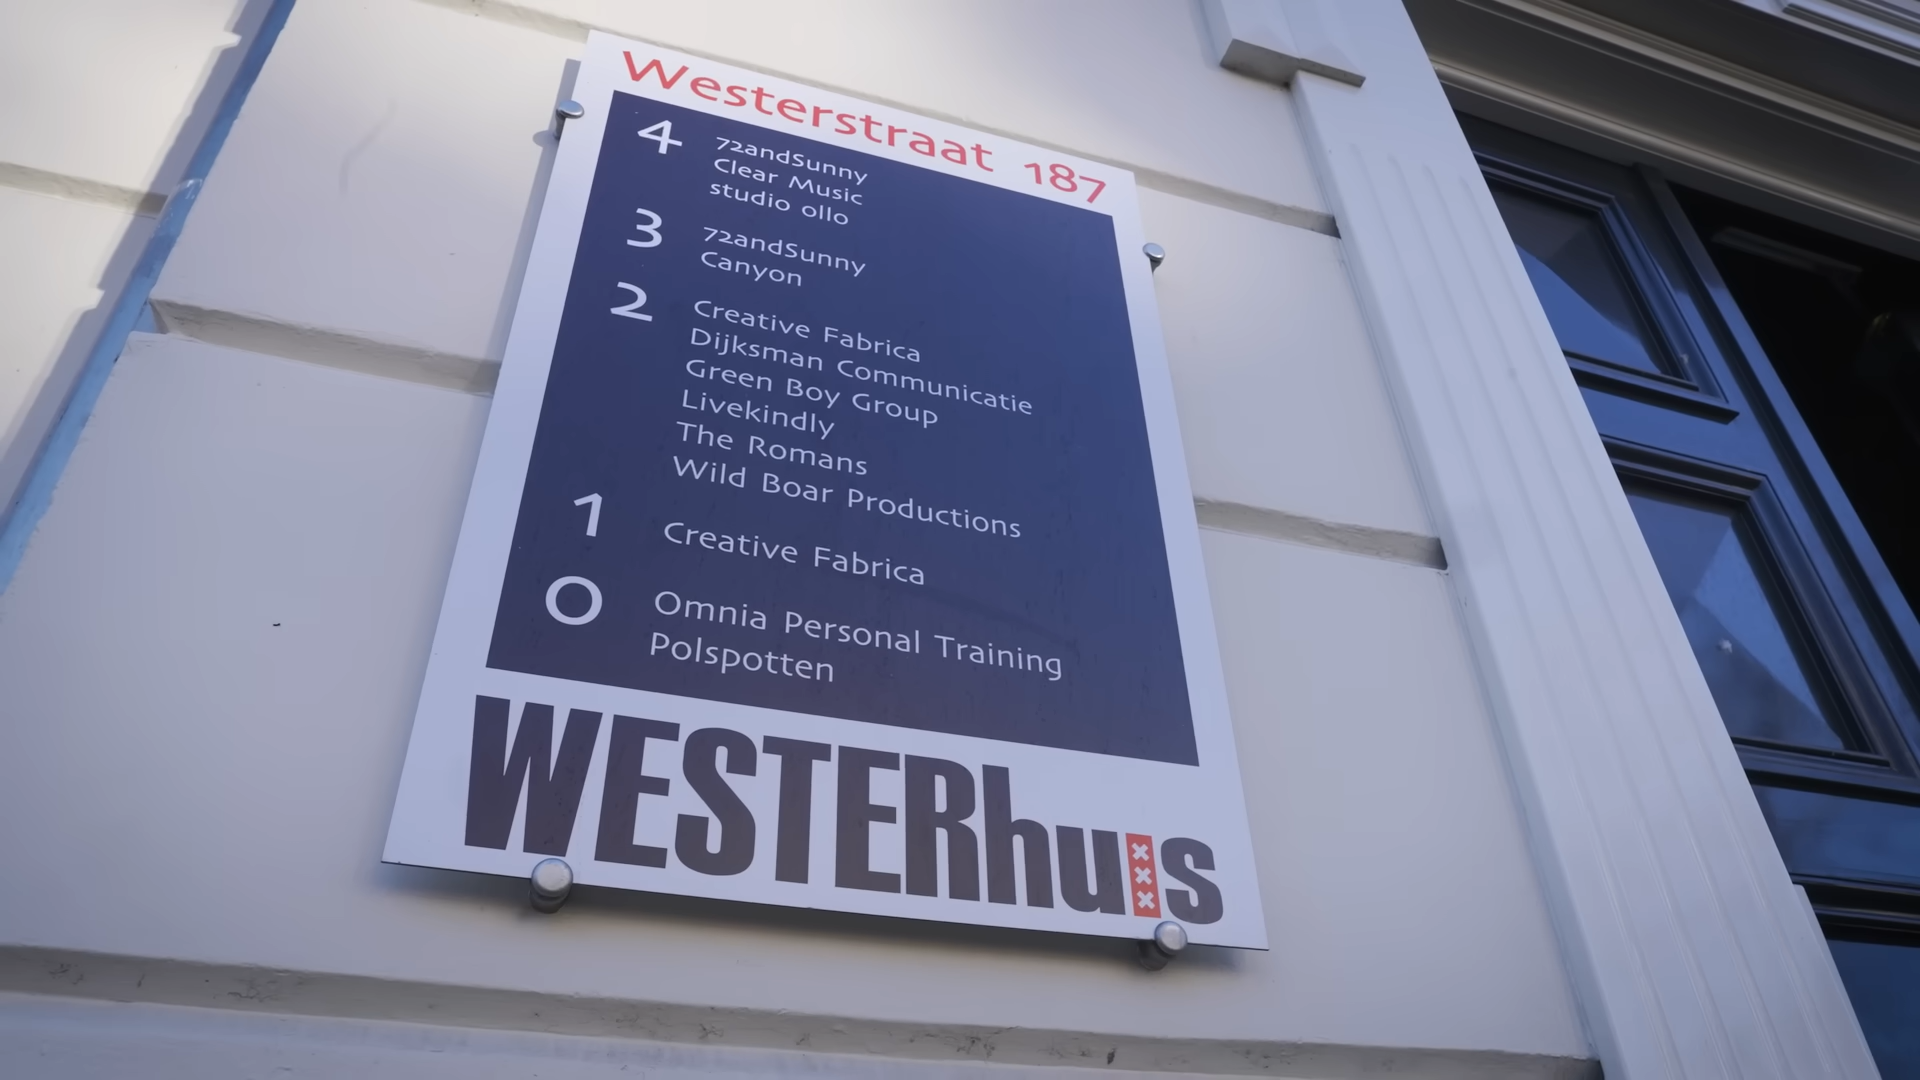 Westerstraat 187
4 72andSunny
Clear Music
studio ollo
3 72andSunny
Canyon
2 Creative Fabrica
Dijksman Communicatie
Green Boy Group
Livekindly
The Romans
Wild Boar Productions
1 Creative Fabrica
0 Omnia Personal Training
Polspotten
WESTERhuis